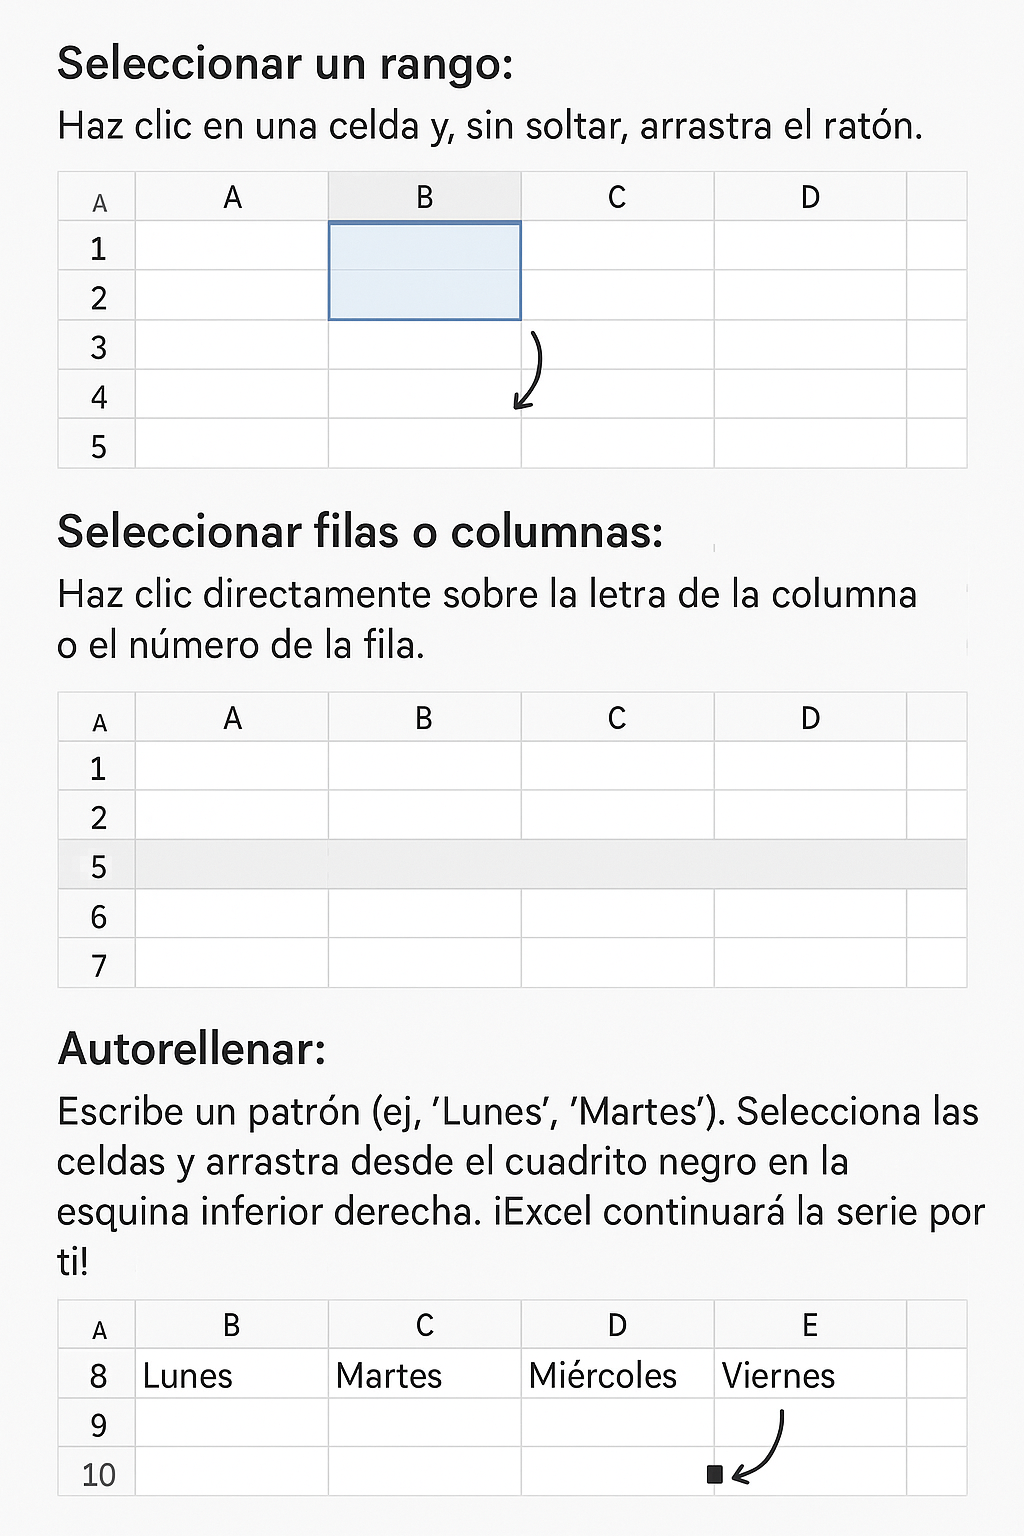 Seleccionar un rango:
Haz clic en una celda y, sin soltar, arrastra el ratón.
A A B C D
1
2
3
4
5
Seleccionar filas o columnas:
Haz clic directamente sobre la letra de la columna
o el número de la fila.
A A B C D
1
2
5
6
7
Autorellenar:
Escribe un patrón (ej, ’Lunes’, ’Martes’). Selecciona las
celdas y arrastra desde el cuadrito negro en la
esquina inferior derecha. ¡Excel continuará la serie por
ti!
A B C D E
8 Lunes Martes Miércoles Viernes
9
10